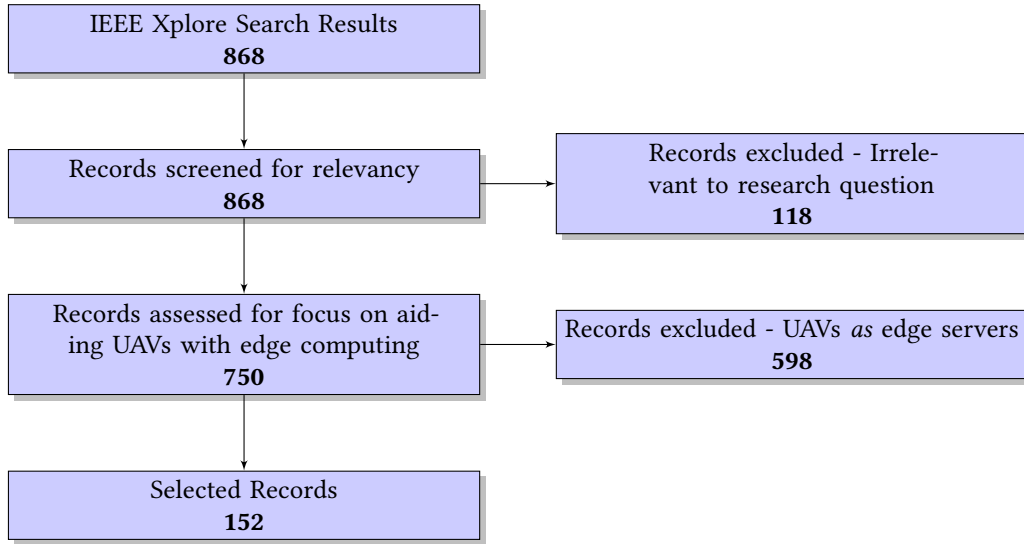 IEEE Xplore Search Results
868
Records screened for relevancy
868
Records excluded - Irrele-
vant to research question
118
Records assessed for focus on aid-
ing UAVs with edge computing
750
Records excluded - UAVs as edge servers
598
Selected Records
152